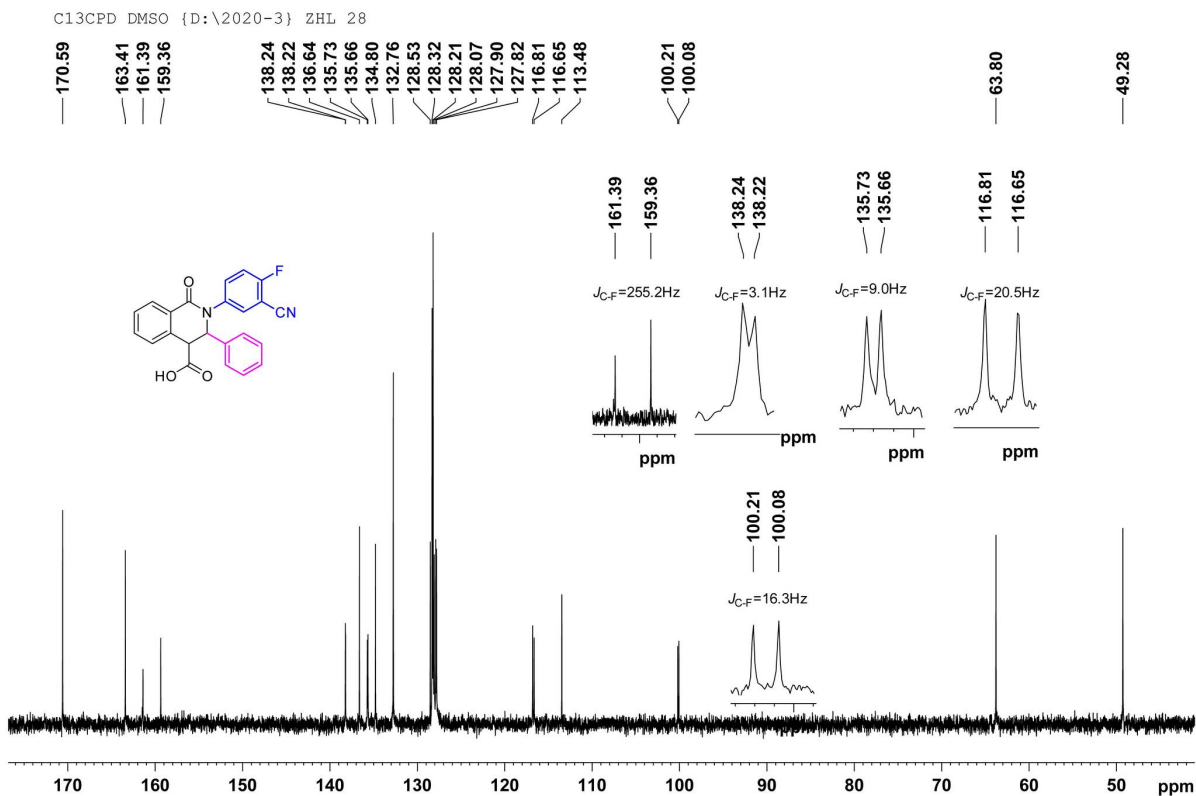 C13CPD DMSO {D:\2020-3} ZHL 28
170.59
163.41
161.39
159.36
138.24
138.22
136.64
135.73
135.66
134.80
132.76
128.53
128.32
128.21
128.07
127.90
127.82
116.81
116.65
113.48
100.21
100.08
63.80
49.28
161.39
159.36
138.24
138.22
135.73
135.66
116.81
116.65
JC-F=255.2Hz
JC-F=3.1Hz
JC-F=9.0Hz
JC-F=20.5Hz
ppm
ppm
ppm
ppm
O
F
N
CN
HO
O
100.21
100.08
JC-F=16.3Hz
170 160 150 140 130 120 110 100 90 80 70 60 50 ppm